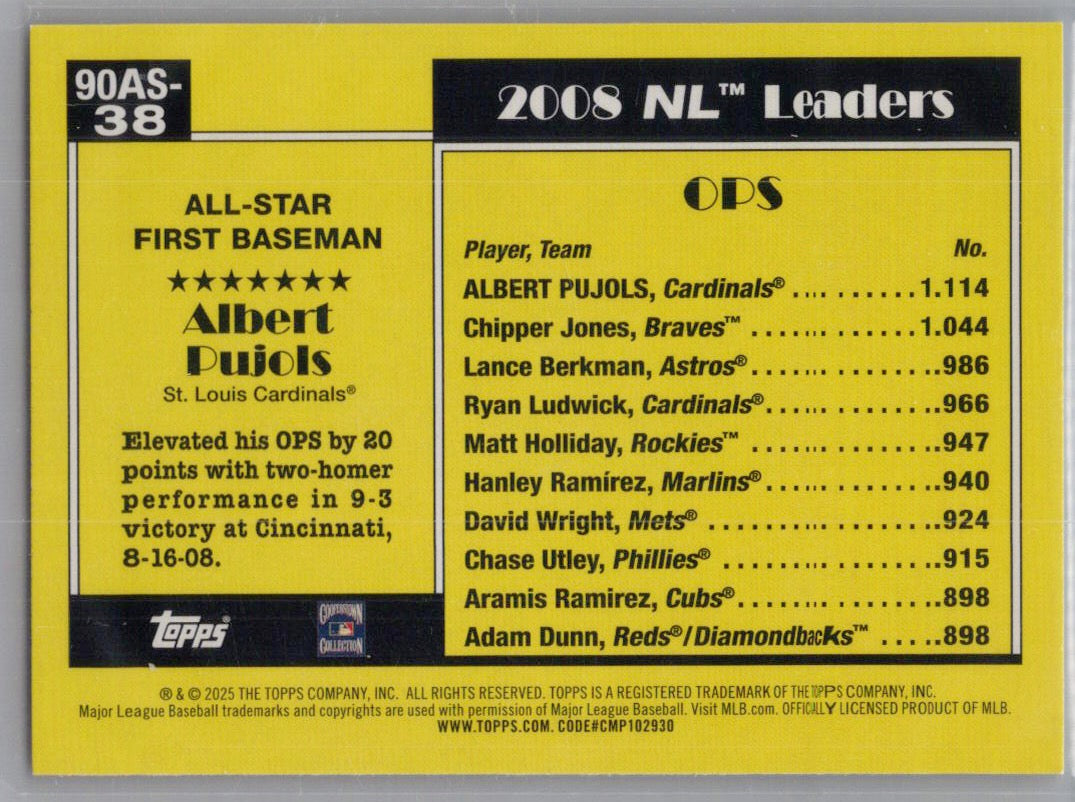 90AS-
38
ALL-STAR
FIRST BASEMAN
★★★★★★★
Albert
Pujols
St. Louis Cardinals®
Elevated his OPS by 20
points with two-homer
performance in 9-3
victory at Cincinnati,
8-16-08.
2008 NL™ Leaders
OPS
Player, Team No.
ALBERT PUJOLS, Cardinals® .... ....... 1.114
Chipper Jones, Braves™ ............... 1.044
Lance Berkman, Astros® ............... .986
Ryan Ludwick, Cardinals® ............. .966
Matt Holliday, Rockies™ .............. .947
Hanley Ramírez, Marlins® ............. .940
David Wright, Mets® .................. .924
Chase Utley, Phillies® ............... .915
Aramis Ramirez, Cubs® ................ .898
Adam Dunn, Reds®/Diamondbacks™ ..... .898
Topps
COOPERSTOWN
COLLECTION
® & © 2025 THE TOPPS COMPANY, INC. ALL RIGHTS RESERVED. TOPPS IS A REGISTERED TRADEMARK OF THE TOPPS COMPANY, INC.
Major League Baseball trademarks and copyrights are used with permission of Major League Baseball. Visit MLB.com. OFFICIALLY LICENSED PRODUCT OF MLB.
WWW.TOPPS.COM. CODE#CMP102930